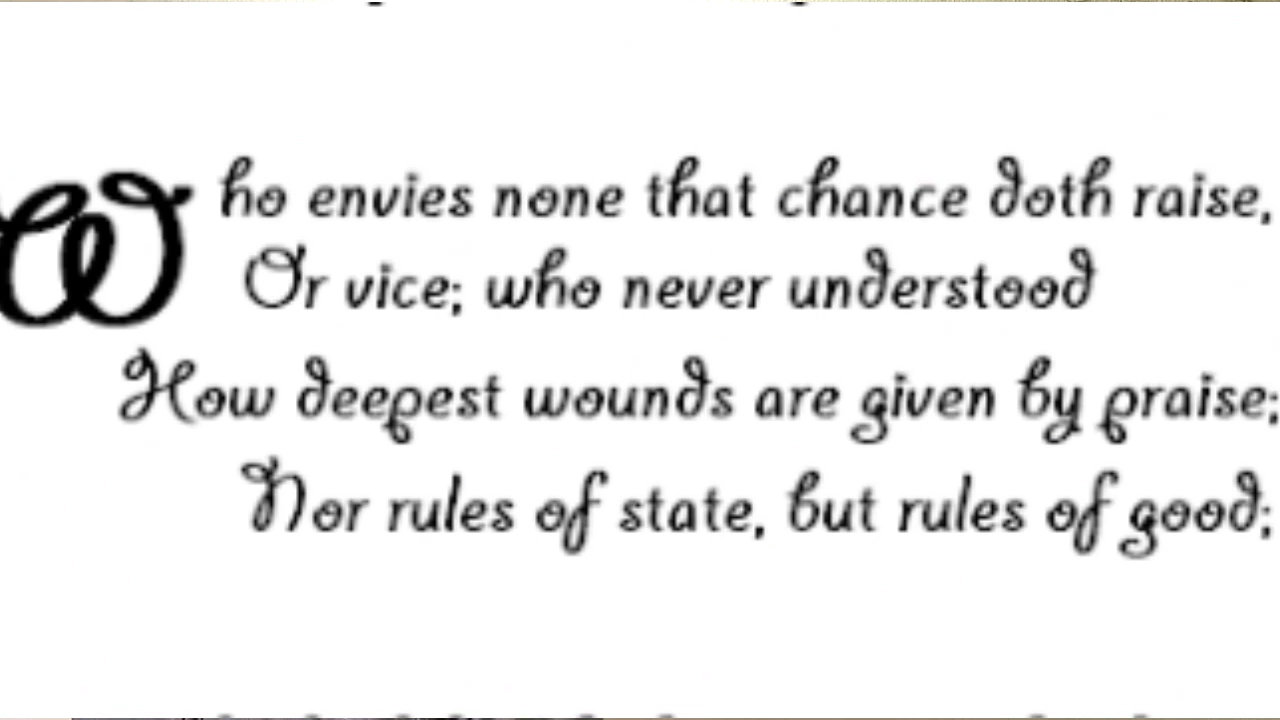 Who envies none that chance doth raise,
Or vice; who never understood
How deepest wounds are given by praise;
Nor rules of state, but rules of good;